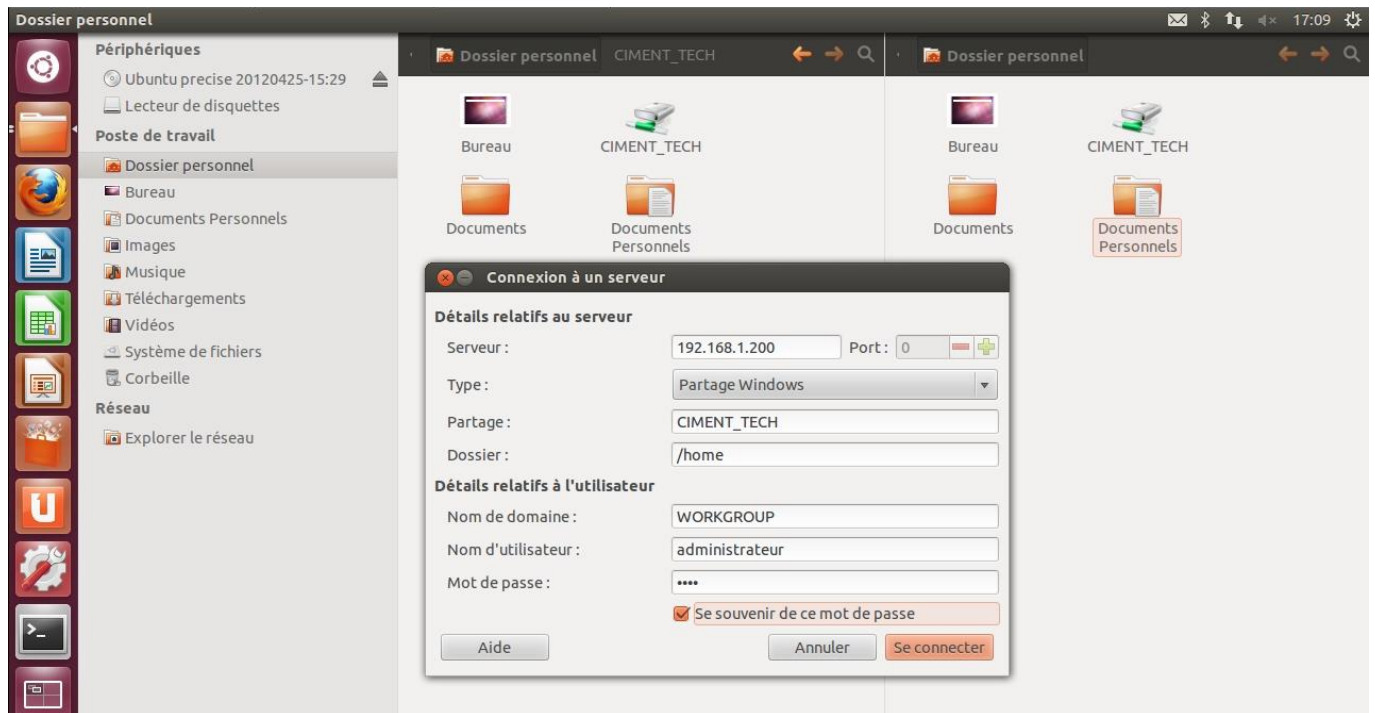 Dossier personnel
17:09
Périphériques
Ubuntu precise 20120425-15:29
Lecteur de disquettes
Poste de travail
Dossier personnel
Bureau
Documents Personnels
Images
Musique
Téléchargements
Vidéos
Système de fichiers
Corbeille
Réseau
Explorer le réseau
Dossier personnel CIMENT_TECH
Bureau
CIMENT_TECH
Documents
Documents
Personnels
Dossier personnel
Bureau
CIMENT_TECH
Documents
Documents
Personnels
Connexion à un serveur
Détails relatifs au serveur
Serveur : 192.168.1.200 Port : 0
Type : Partage Windows
Partage : CIMENT_TECH
Dossier : /home
Détails relatifs à l'utilisateur
Nom de domaine : WORKGROUP
Nom d'utilisateur : administrateur
Mot de passe : ••••
Se souvenir de ce mot de passe
Aide Annuler Se connecter